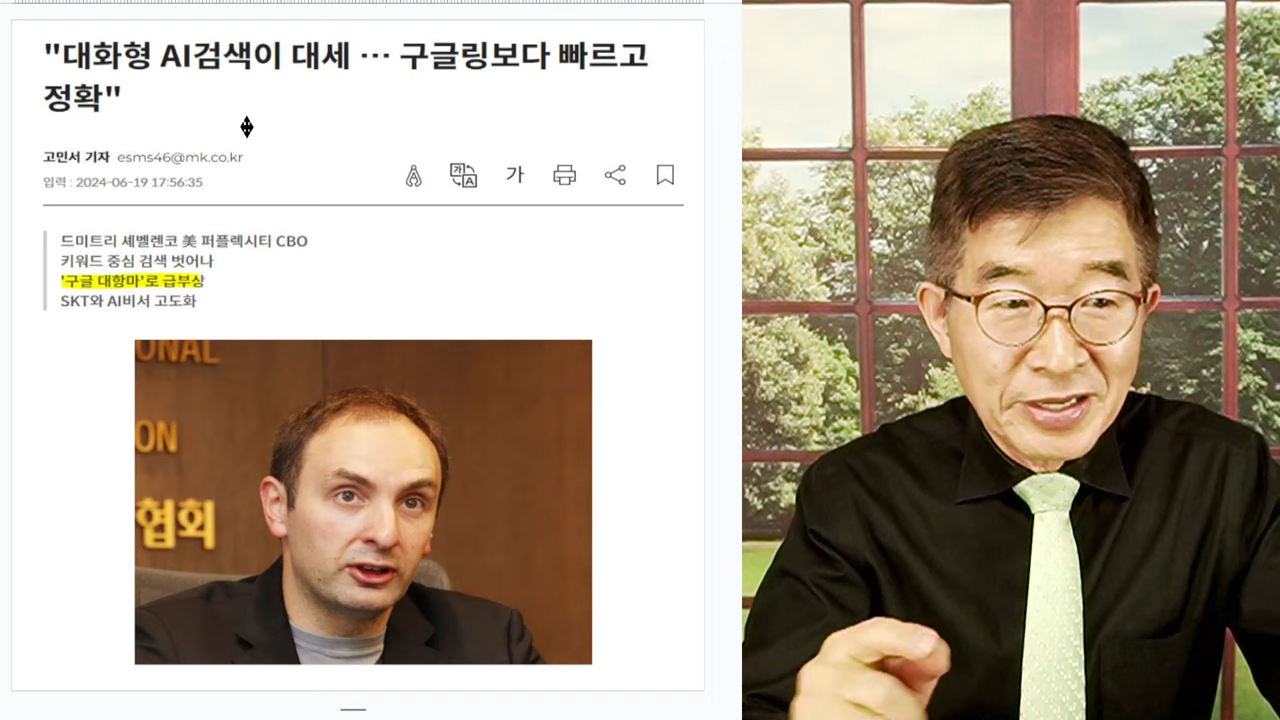 "대화형 AI검색이 대세 ··· 구글링보다 빠르고
정확"
고민서 기자 esms46@mk.co.kr
입력 : 2024-06-19 17:56:35
가
A
가
드미트리 셰벨렌코 美 퍼플렉시티 CBO
키워드 중심 검색 벗어나
'구글 대항마'로 급부상
SKT와 AI비서 고도화
ONAL
ON
협회